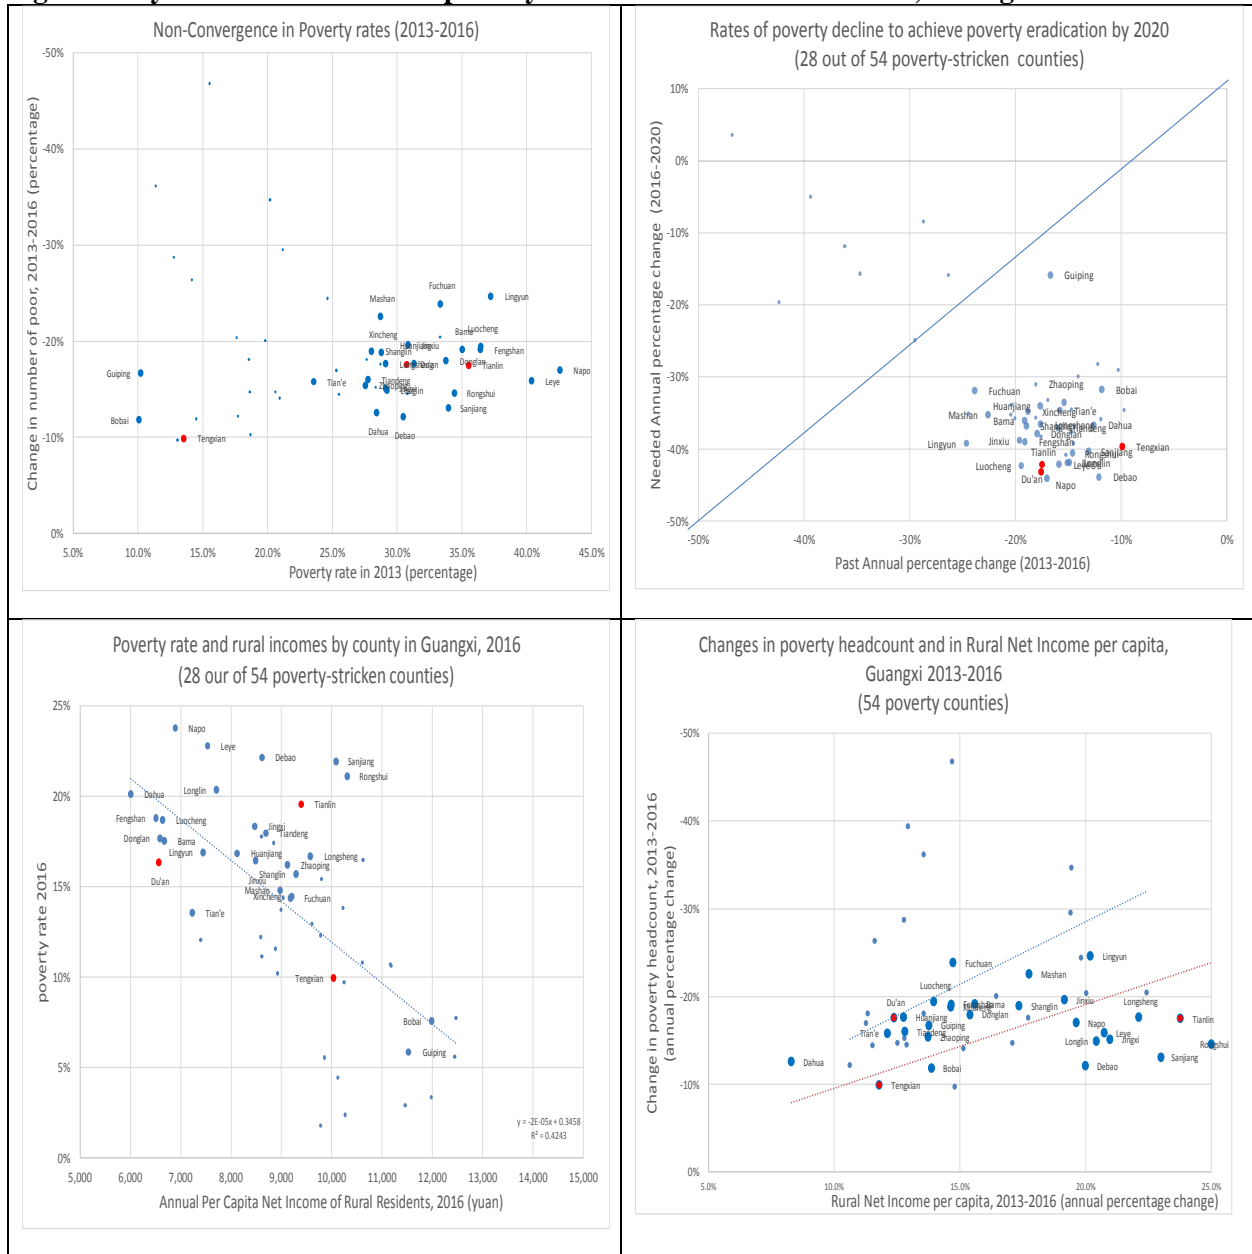 Non-Convergence in Poverty rates (2013-2016)
-50%
-40%
-30%
-20%
-10%
0%
Change in number of poor, 2013-2016 (percentage)
Fuchuan
Lingyun
Mashan
Xincheng
Bama
Luocheng
Huanjiang
Shanglin
Fengshan
Donglan
Tianlin
Guiping
Tian'e
Tiandeng
Zhaoping
Napo
Leye
Rongshui
Sanjiang
Bobai
Dahua
Debao
Tengxian
5.0%
10.0%
15.0%
20.0%
25.0%
30.0%
35.0%
40.0%
45.0%
Poverty rate in 2013 (percentage)
Rates of poverty decline to achieve poverty eradication by 2020
(28 out of 54 poverty-stricken counties)
10%
0%
-10%
-20%
-30%
-40%
-50%
Needed Annual percentage change (2016-2020)
Guiping
Zhaoping
Fuchuan
Bobai
Huanjiang
Mashan
Xincheng
Tian'e
Bama
Dahua
Donglan
Lingyun
Jinxiu
Fengshan
Tengxian
Tianlin
Sanjiang
Luocheng
Du'an
Napo
Debao
-50%
-40%
-30%
-20%
-10%
0%
Past Annual percentage change (2013-2016)
Poverty rate and rural incomes by county in Guangxi, 2016
(28 our of 54 poverty-stricken counties)
25%
20%
15%
10%
5%
0%
poverty rate 2016
Napo
Leye
Debao
Sanjiang
Rongshui
Dahua
Longlin
Tianlin
Fengshan
Luocheng
Jingxi
Tiandeng
Donglan
Bama
Lingyun
Huanjiang
Longsheng
Zhaoping
Shanglin
Du'an
Jinxiu
Mashan
Xincheng
Fuchuan
Tian'e
Tengxian
Bobai
Guiping
y = -2E-05x + 0.3458
R² = 0.4243
5,000
6,000
7,000
8,000
9,000
10,000
11,000
12,000
13,000
14,000
15,000
Annual Per Capita Net Income of Rural Residents, 2016 (yuan)
Changes in poverty headcount and in Rural Net Income per capita,
Guangxi 2013-2016
(54 poverty counties)
-50%
-40%
-30%
-20%
-10%
0%
Change in poverty headcount, 2013-2016
(annual percentage change)
Fuchuan
Lingyun
Mashan
Luocheng
Du'an
Bama
Shanglin
Jinxiu
Longsheng
Huanjiang
Donglan
Guiping
Napo
Tianlin
Tian'e
Tiandeng
Zhaoping
Leye
Longlin
Jingxi
Rongshui
Dahua
Bobai
Debao
Sanjiang
Tengxian
5.0%
10.0%
15.0%
20.0%
25.0%
Rural Income per capita, 2013-2016 (annual percentage change)